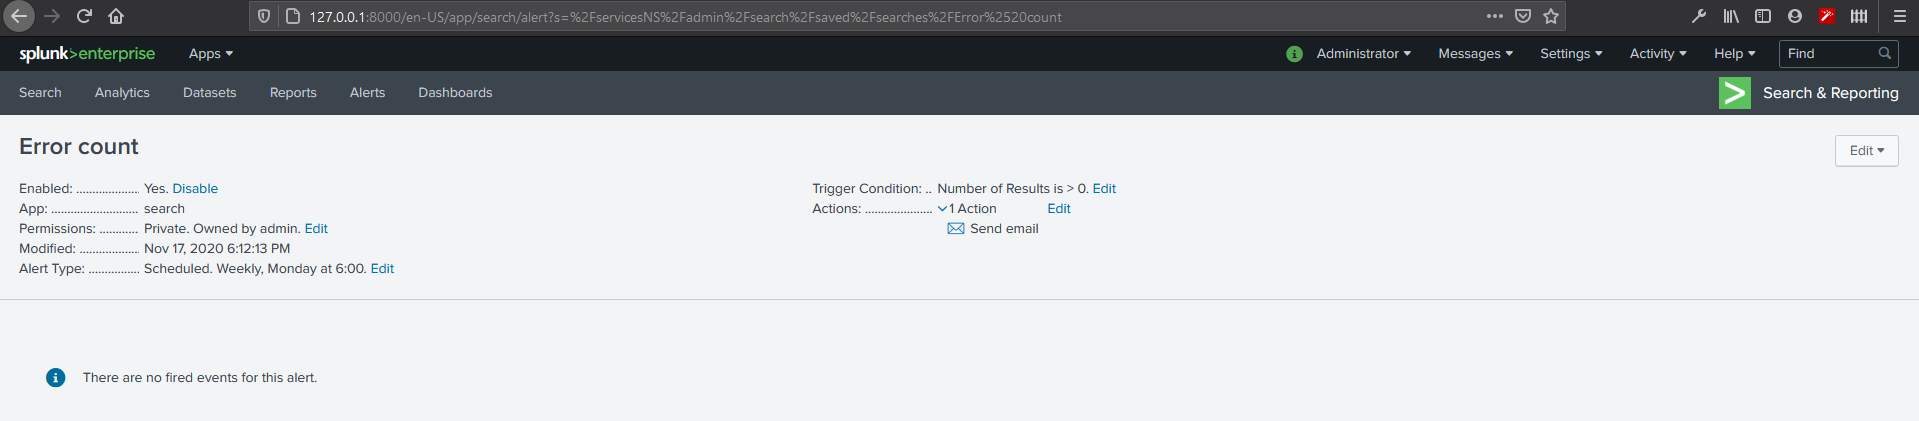 127.0.0.1:8000/en-US/app/search/alert?s=%2FservicesNS%2Fadmin%2Fsearch%2Fsaved%2Fsearches%2FError%2520count
splunk>enterprise Apps Administrator Messages Settings Activity Help Find
Search Analytics Datasets Reports Alerts Dashboards Search & Reporting
Error count Edit
Enabled: ................... Yes. Disable
App: ........................... search
Permissions: ............ Private. Owned by admin. Edit
Modified: ................... Nov 17, 2020 6:12:13 PM
Alert Type: ................ Scheduled. Weekly, Monday at 6:00. Edit
Trigger Condition: .. Number of Results is > 0. Edit
Actions: ..................... 1 Action Edit
Send email
There are no fired events for this alert.